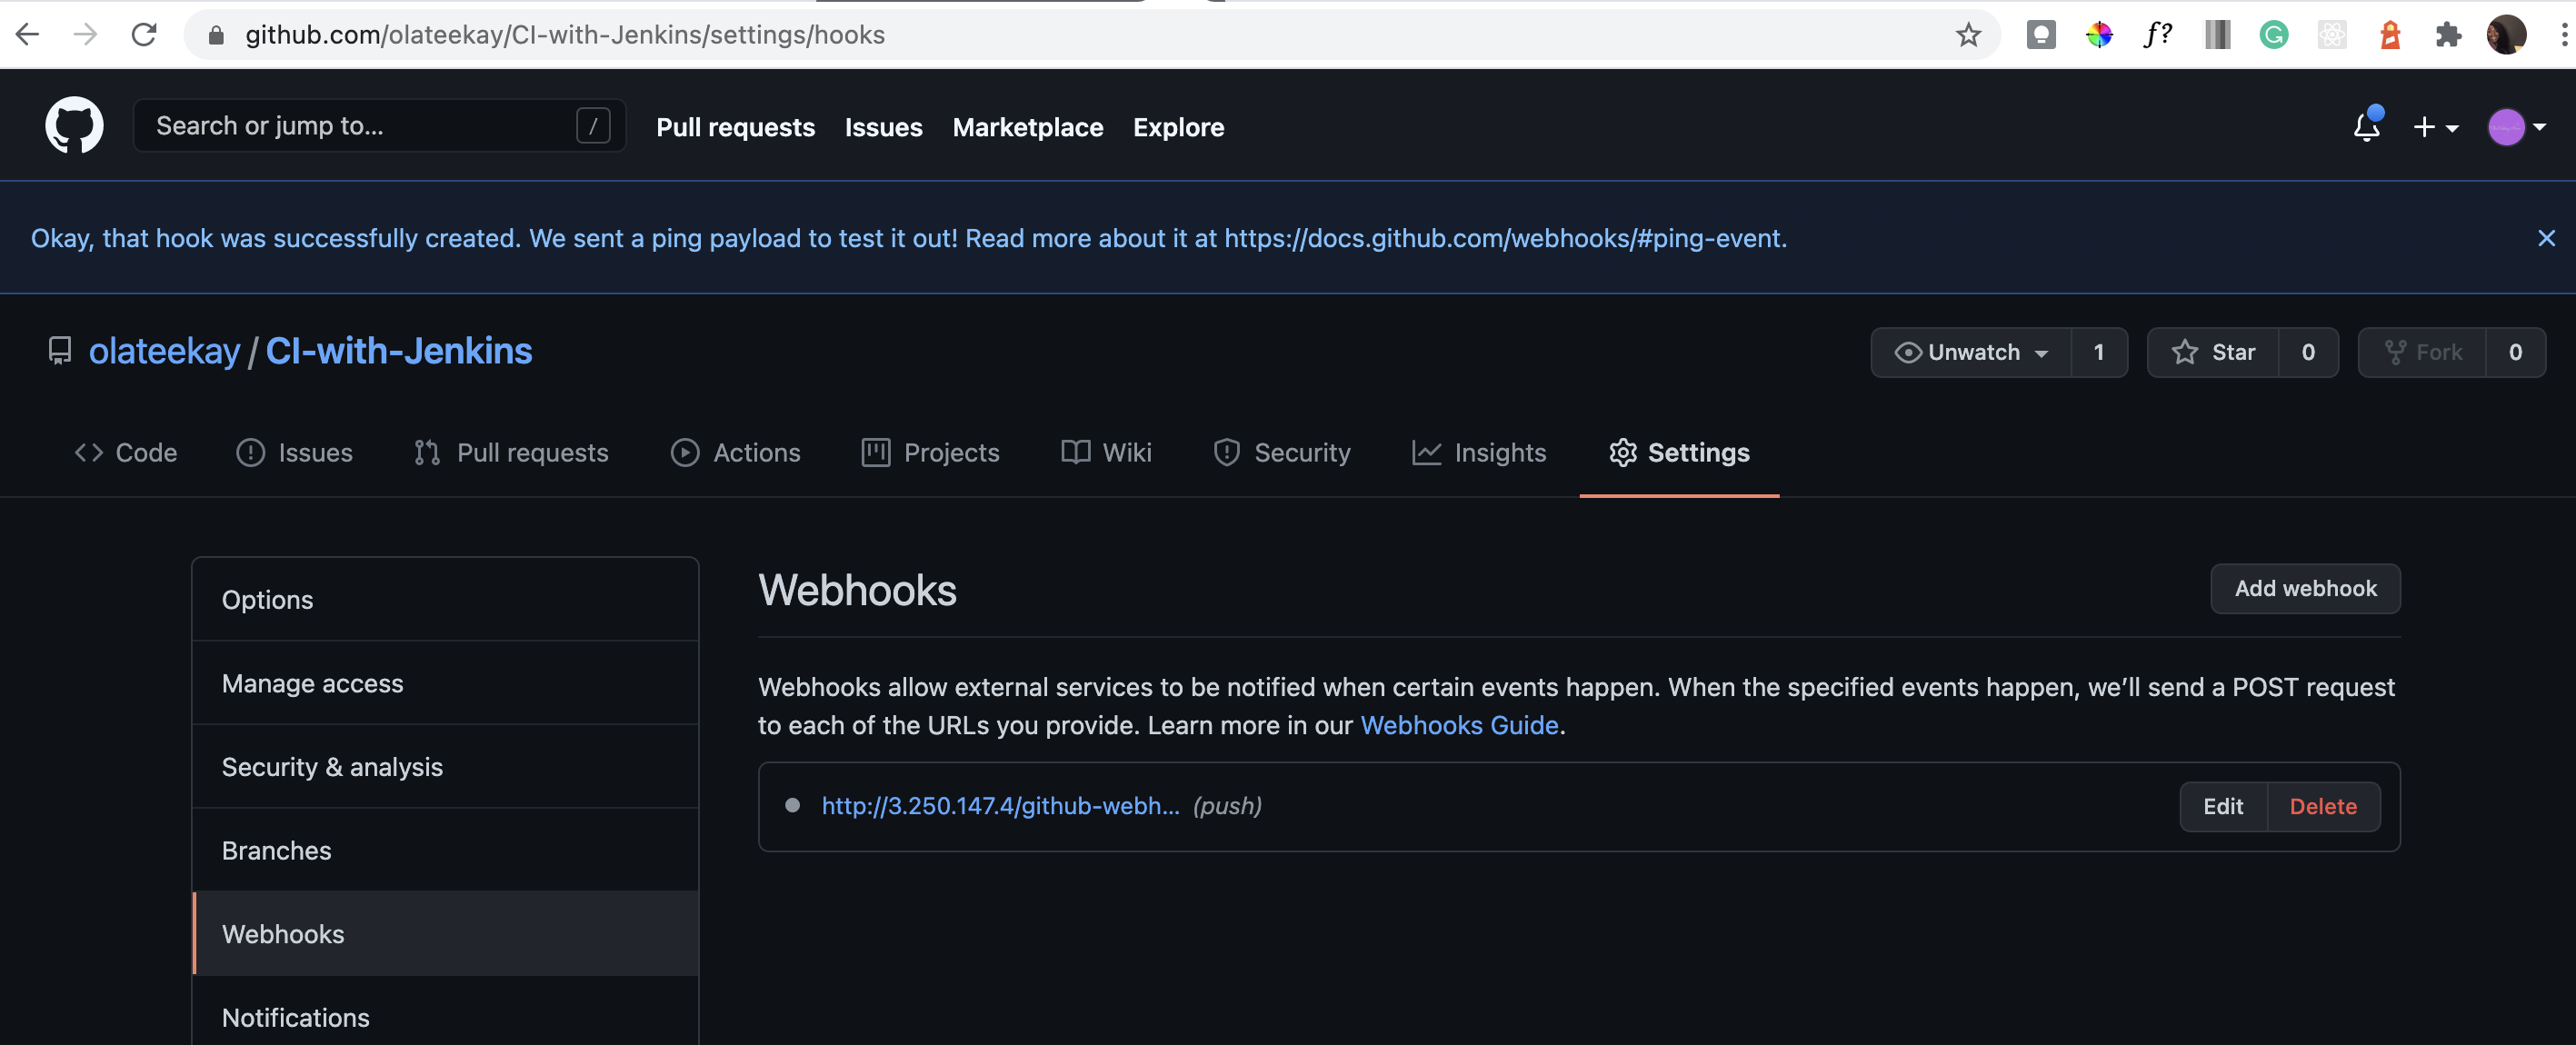 github.com/olateekay/CI-with-Jenkins/settings/hooks
f?
Search or jump to... /
Pull requests Issues Marketplace Explore
Okay, that hook was successfully created. We sent a ping payload to test it out! Read more about it at https://docs.github.com/webhooks/#ping-event.
olateekay / CI-with-Jenkins
Unwatch 1 Star 0 Fork 0
Code Issues Pull requests Actions Projects Wiki Security Insights Settings
Options
Manage access
Security & analysis
Branches
Webhooks
Notifications
Webhooks
Add webhook
Webhooks allow external services to be notified when certain events happen. When the specified events happen, we’ll send a POST request
to each of the URLs you provide. Learn more in our Webhooks Guide.
http://3.250.147.4/github-webh... (push)
Edit Delete